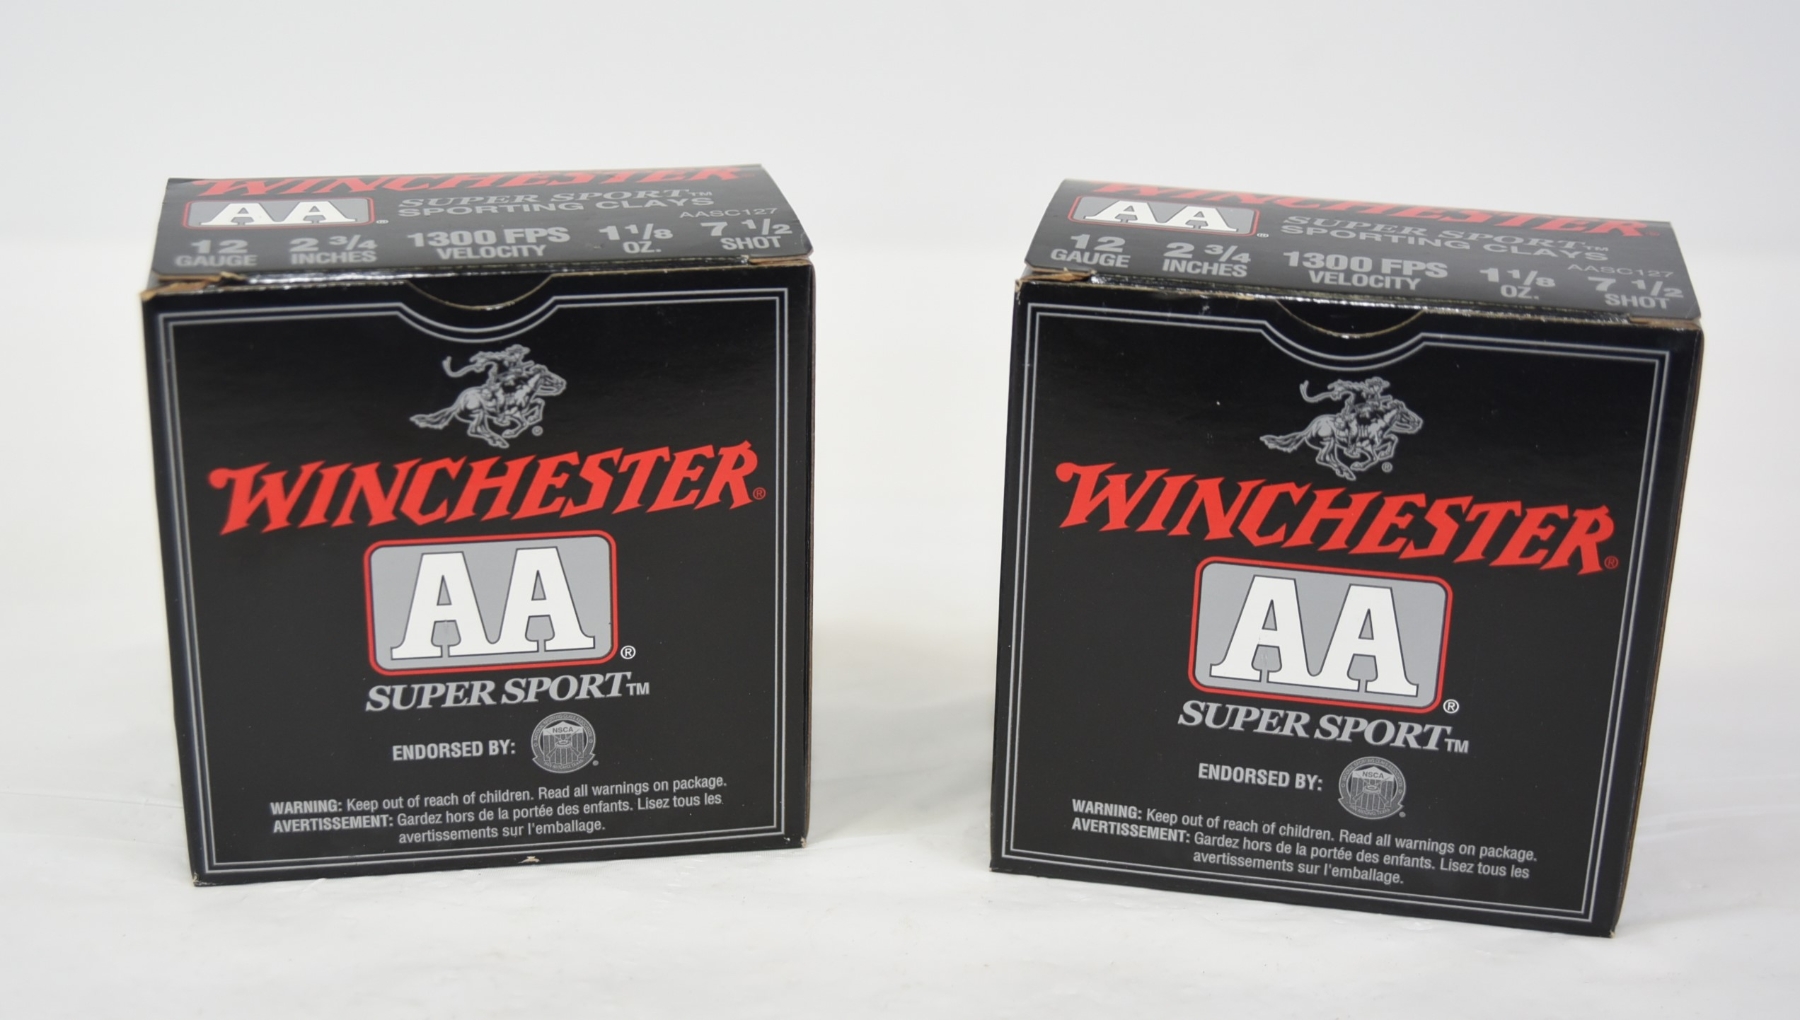 WINCHESTER
AA® SUPER SPORT™
SPORTING CLAYS
AASC127
12 GAUGE 2 3/4 INCHES 1300 FPS VELOCITY 1 1/8 OZ. 7 1/2 SHOT
WINCHESTER®
AA®
SUPER SPORT™
ENDORSED BY:
NSCA
WARNING: Keep out of reach of children. Read all warnings on package.
AVERTISSEMENT: Gardez hors de la portée des enfants. Lisez tous les
avertissements sur l'emballage.
WINCHESTER
AA® SUPER SPORT™
SPORTING CLAYS
AASC127
12 GAUGE 2 3/4 INCHES 1300 FPS VELOCITY 1 1/8 OZ. 7 1/2 SHOT
WINCHESTER®
AA®
SUPER SPORT™
ENDORSED BY:
NSCA
WARNING: Keep out of reach of children. Read all warnings on package.
AVERTISSEMENT: Gardez hors de la portée des enfants. Lisez tous les
avertissements sur l'emballage.